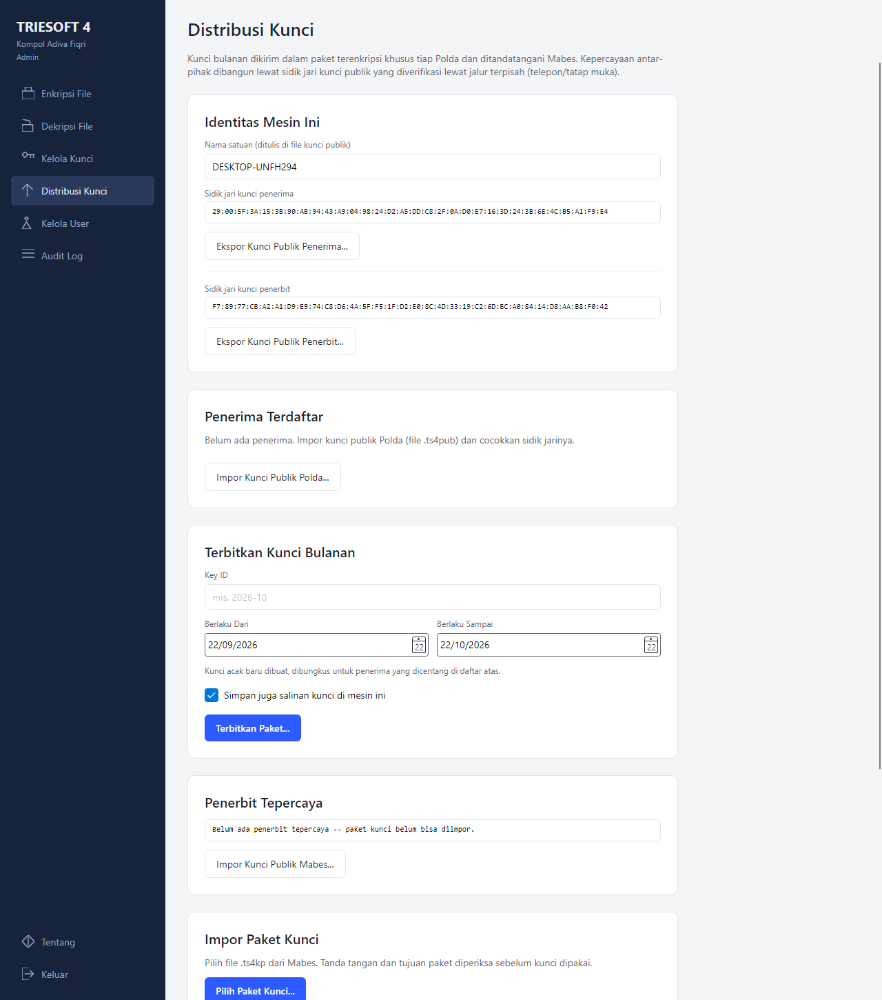 TRIESOFT 4
Kompol Adiva Fiqri
Admin
Enkripsi File
Dekripsi File
Kelola Kunci
Distribusi Kunci
Kelola User
Audit Log
Tentang
Keluar
Distribusi Kunci
Kunci bulanan dikirim dalam paket terenkripsi khusus tiap Polda dan ditandatangani Mabes. Kepercayaan antar-
pihak dibangun lewat sidik jari kunci publik yang diverifikasi lewat jalur terpisah (telepon/tatap muka).
Identitas Mesin Ini
Nama satuan (ditulis di file kunci publik)
DESKTOP-UNFH294
Sidik jari kunci penerima
29:00:5F:3A:15:3B:90:AB:94:43:A9:04:98:24:D2:A5:DD:C8:2F:0A:D0:E7:16:3D:24:3B:6E:4C:B5:A1:F9:E4
Ekspor Kunci Publik Penerima...
Sidik jari kunci penerbit
F7:89:77:CB:A2:A1:D9:E9:74:C8:D6:4A:5F:F5:1F:D2:E0:8C:4D:33:19:C2:6D:BC:A0:84:14:D8:AA:B8:F0:42
Ekspor Kunci Publik Penerbit...
Penerima Terdaftar
Belum ada penerima. Impor kunci publik Polda (file .ts4pub) dan cocokkan sidik jarinya.
Impor Kunci Publik Polda...
Terbitkan Kunci Bulanan
Key ID
mis. 2026-10
Berlaku Dari
Berlaku Sampai
22/09/2026
22
22/10/2026
22
Kunci acak baru dibuat, dibungkus untuk penerima yang dicentang di daftar atas.
Simpan juga salinan kunci di mesin ini
Terbitkan Paket...
Penerbit Tepercaya
Belum ada penerbit tepercaya -- paket kunci belum bisa diimpor.
Impor Kunci Publik Mabes...
Impor Paket Kunci
Pilih file .ts4kp dari Mabes. Tanda tangan dan tujuan paket diperiksa sebelum kunci dipakai.
Pilih Paket Kunci...